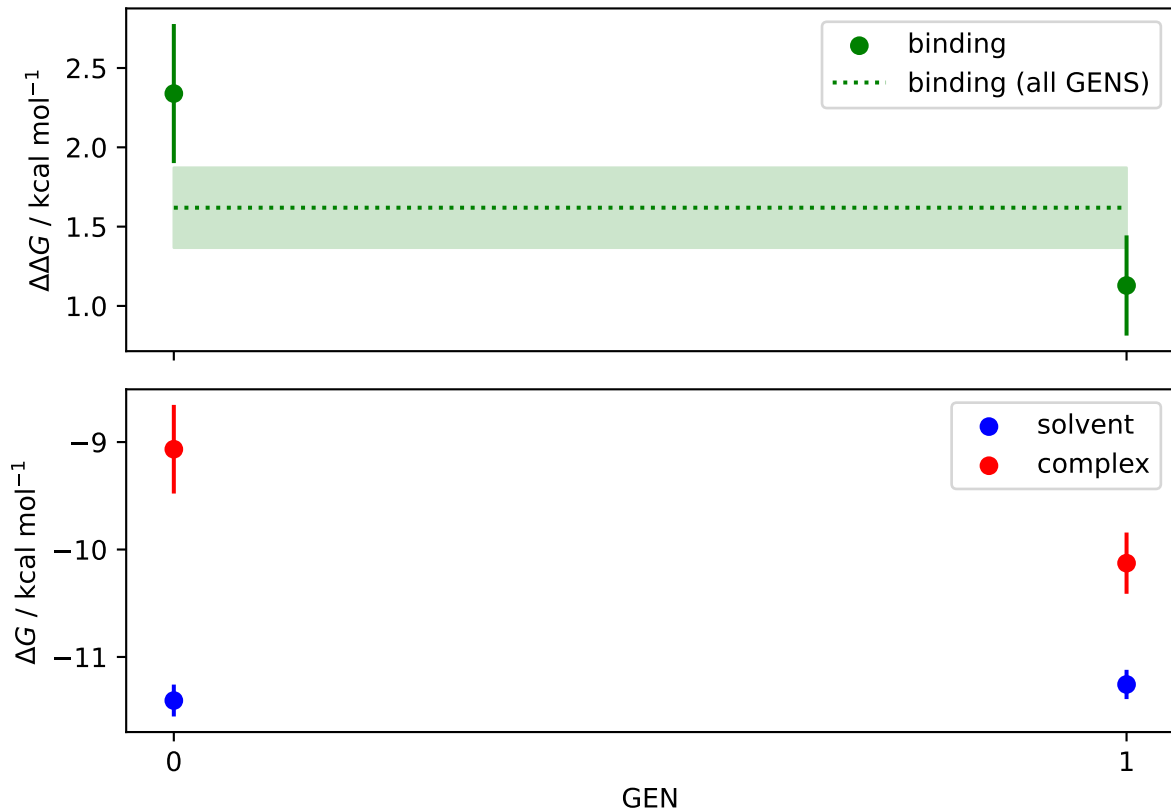 binding
binding (all GENS)
ΔΔG / kcal mol⁻¹
2.5
2.0
1.5
1.0
solvent
complex
ΔG / kcal mol⁻¹
−9
−10
−11
0
1
GEN